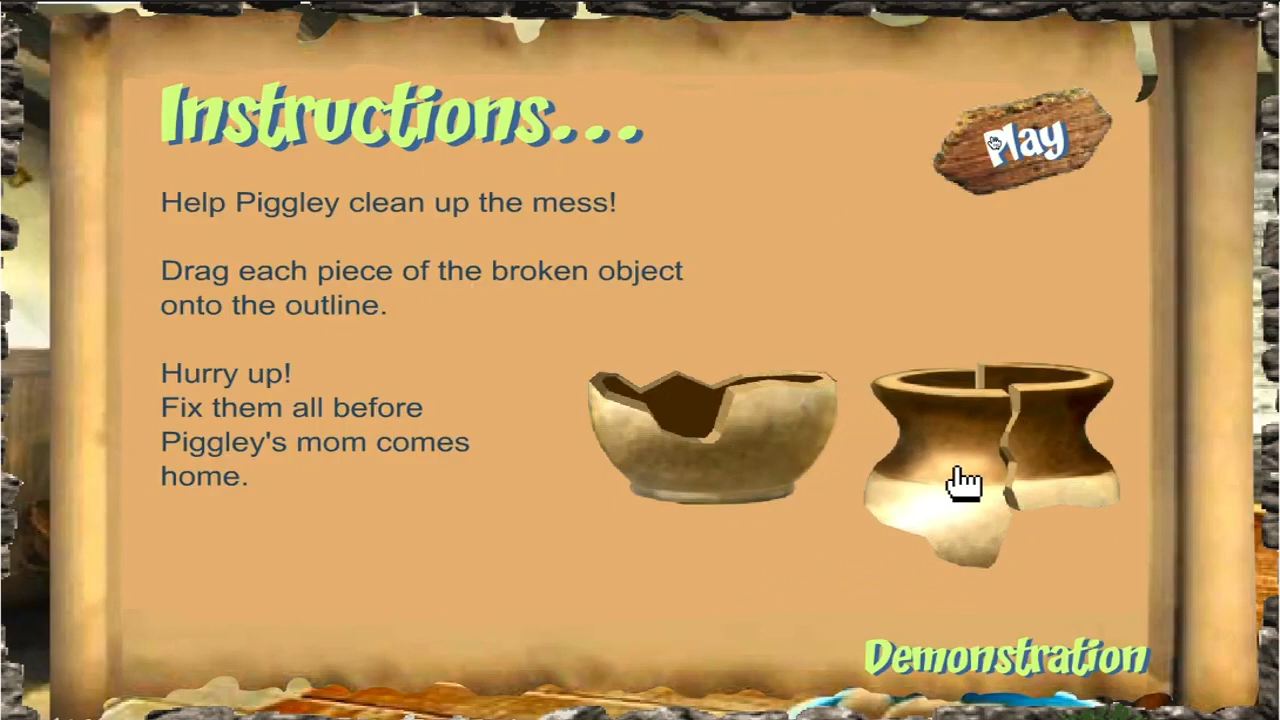 Instructions...
Play
Help Piggley clean up the mess!
Drag each piece of the broken object
onto the outline.
Hurry up!
Fix them all before
Piggley's mom comes
home.
Demonstration